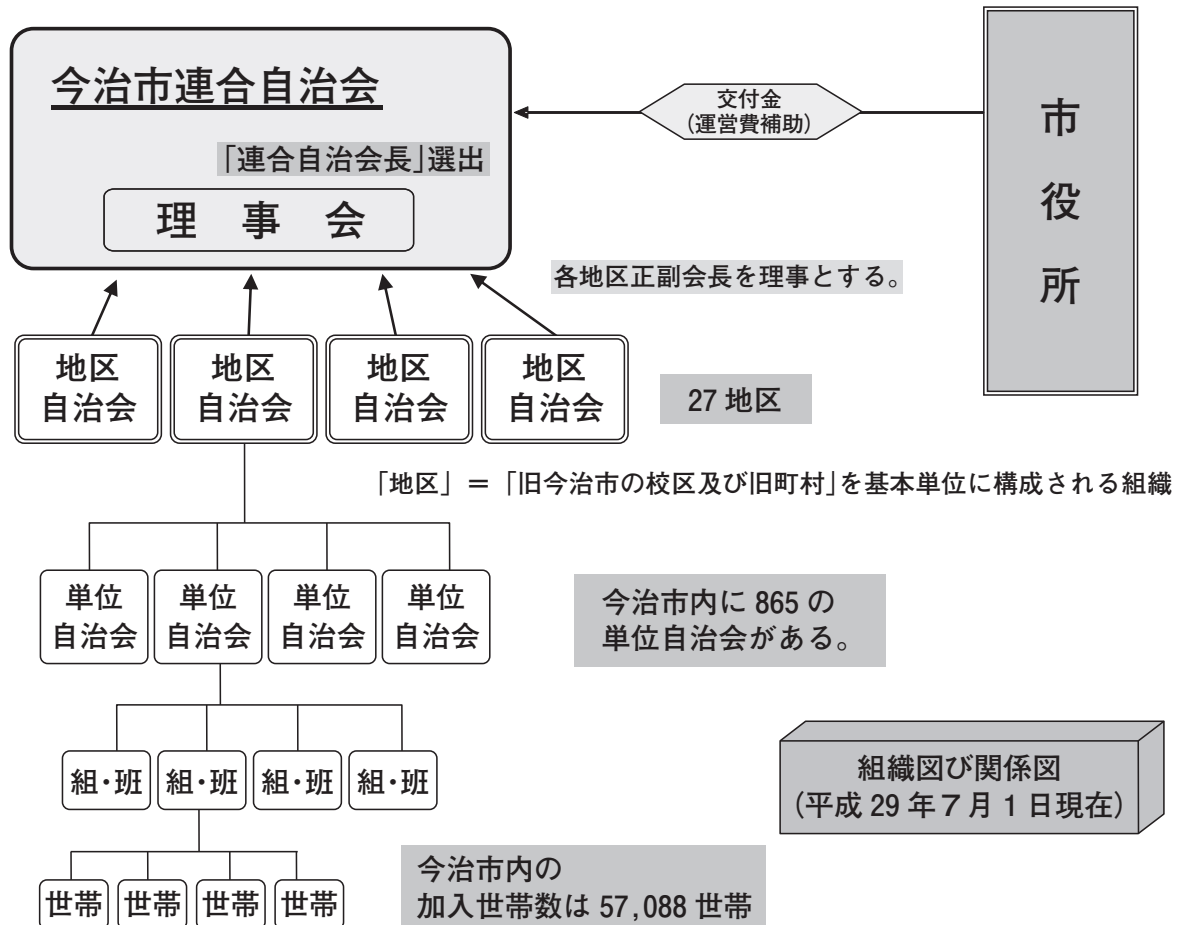 今治市連合自治会
「連合自治会長」選出
理事会
交付金
(運営費補助)
市役所
各地区正副会長を理事とする。
地区
自治会
地区
自治会
地区
自治会
地区
自治会
27 地区
「地区」＝「旧今治市の校区及び旧町村」を基本単位に構成される組織
単位
自治会
単位
自治会
単位
自治会
単位
自治会
今治市内に 865 の
単位自治会がある。
組・班
組・班
組・班
組・班
組織図び関係図
(平成 29 年７月 1 日現在)
世帯
世帯
世帯
世帯
今治市内の
加入世帯数は 57,088 世帯